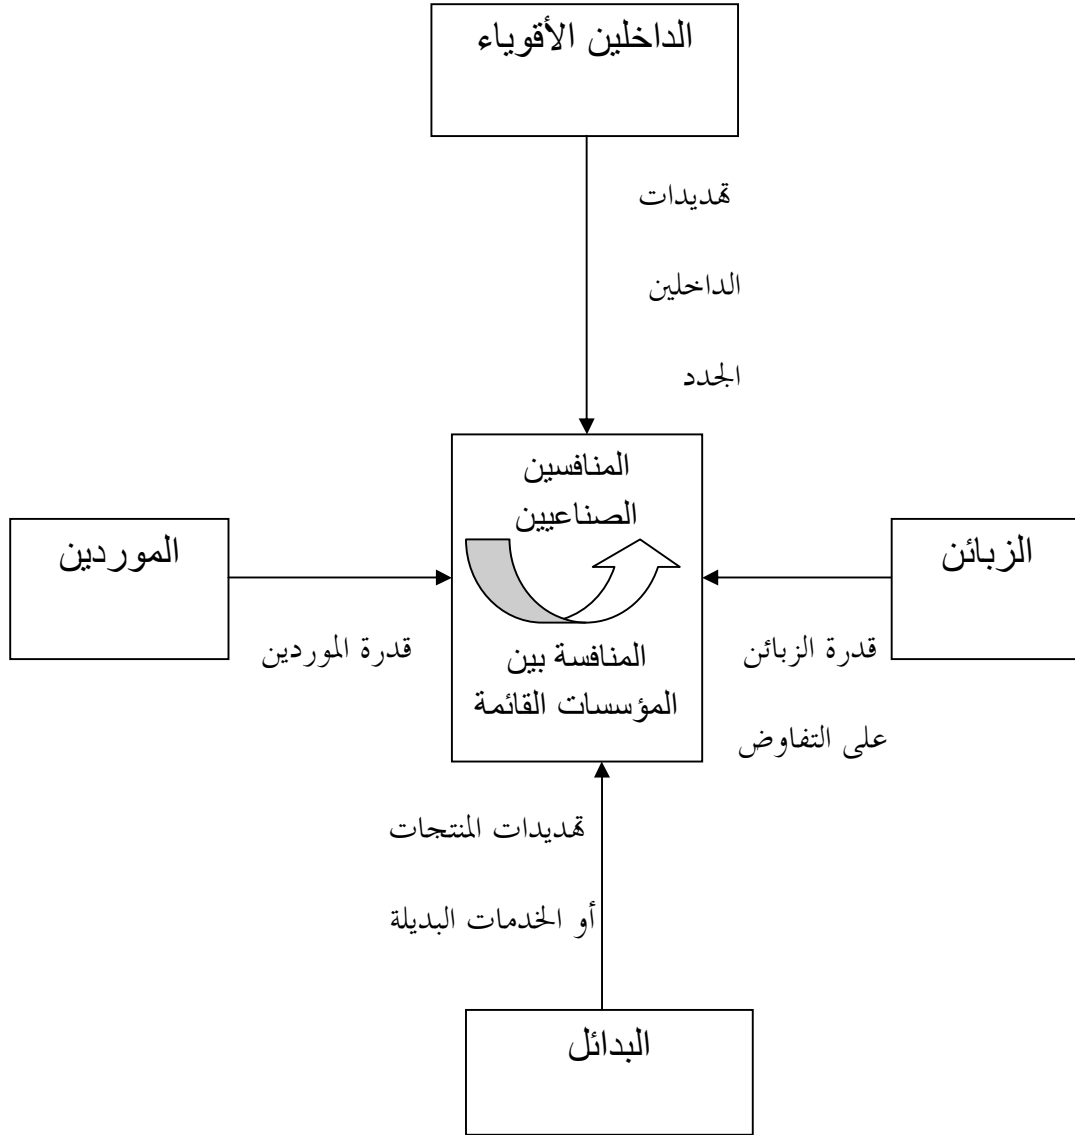 الداخلين الأقوياء
تهديدات
الداخلين
الجدد
المنافسين
الصناعيين
الزبائن
الموردين
المنافسة بين
المؤسسات القائمة
قدرة الزبائن
على التفاوض
قدرة الموردين
تهديدات المنتجات
أو الخدمات البديلة
البدائل